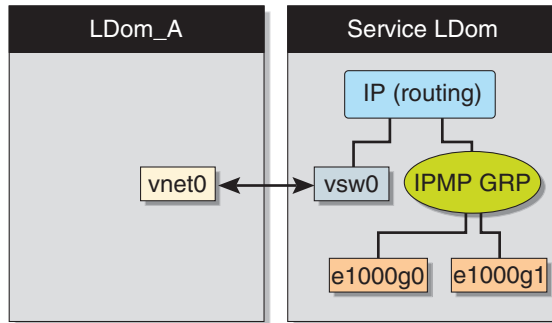 LDom_A
Service LDom
IP (routing)
vnet0
vsw0
IPMP GRP
e1000g0
e1000g1